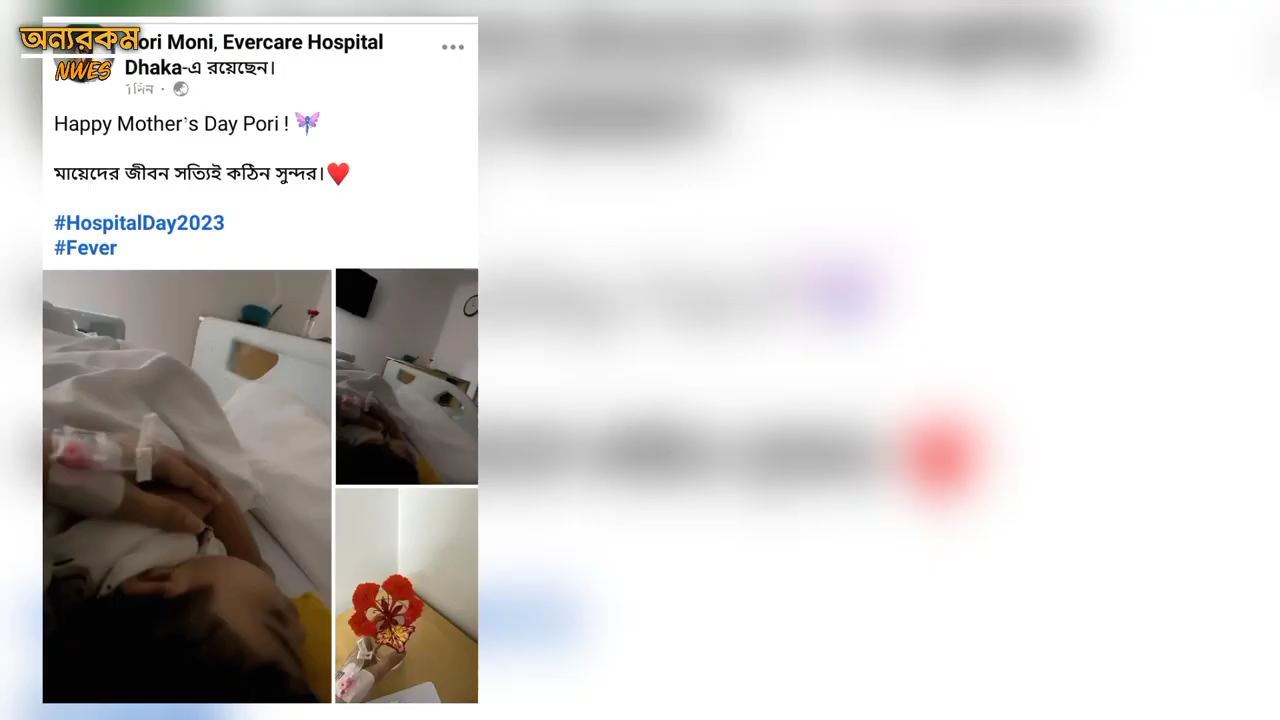 অন্যরকম
NWES
ori Moni, Evercare Hospital
Dhaka-এ রয়েছেন।
1দিন ·
Happy Mother's Day Pori !
মায়েদের জীবন সত্যিই কঠিন সুন্দর।♥️
#HospitalDay2023
#Fever